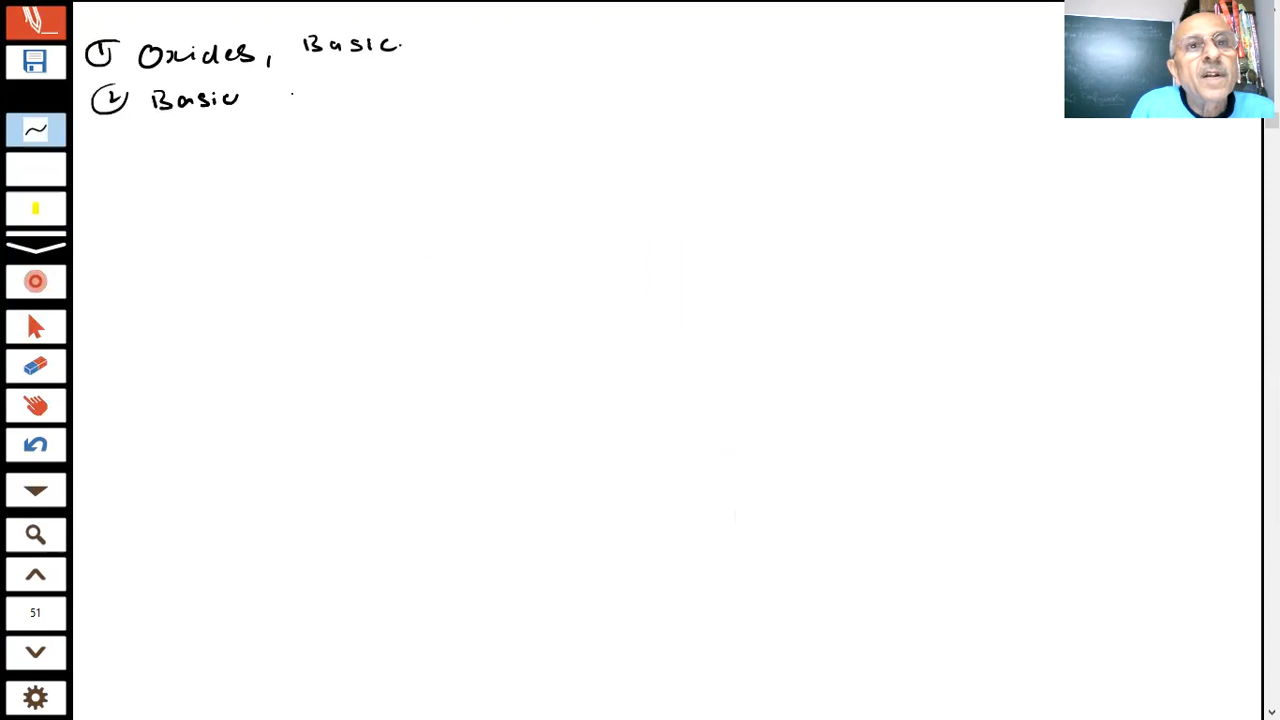 ① Oxides, Basic.
② Basic
51